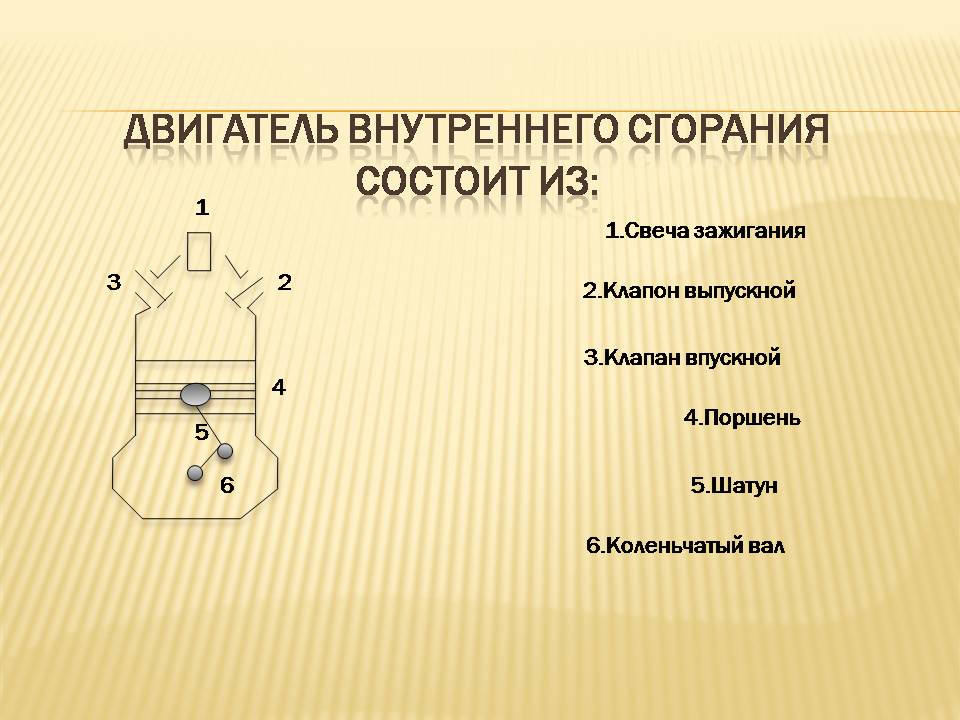 ДВИГАТЕЛЬ ВНУТРЕННЕГО СГОРАНИЯ
СОСТОИТ ИЗ:
1
3
2
4
5
6
1.Свеча зажигания
2.Клапон выпускной
3.Клапан впускной
4.Поршень
5.Шатун
6.Коленьчатый вал